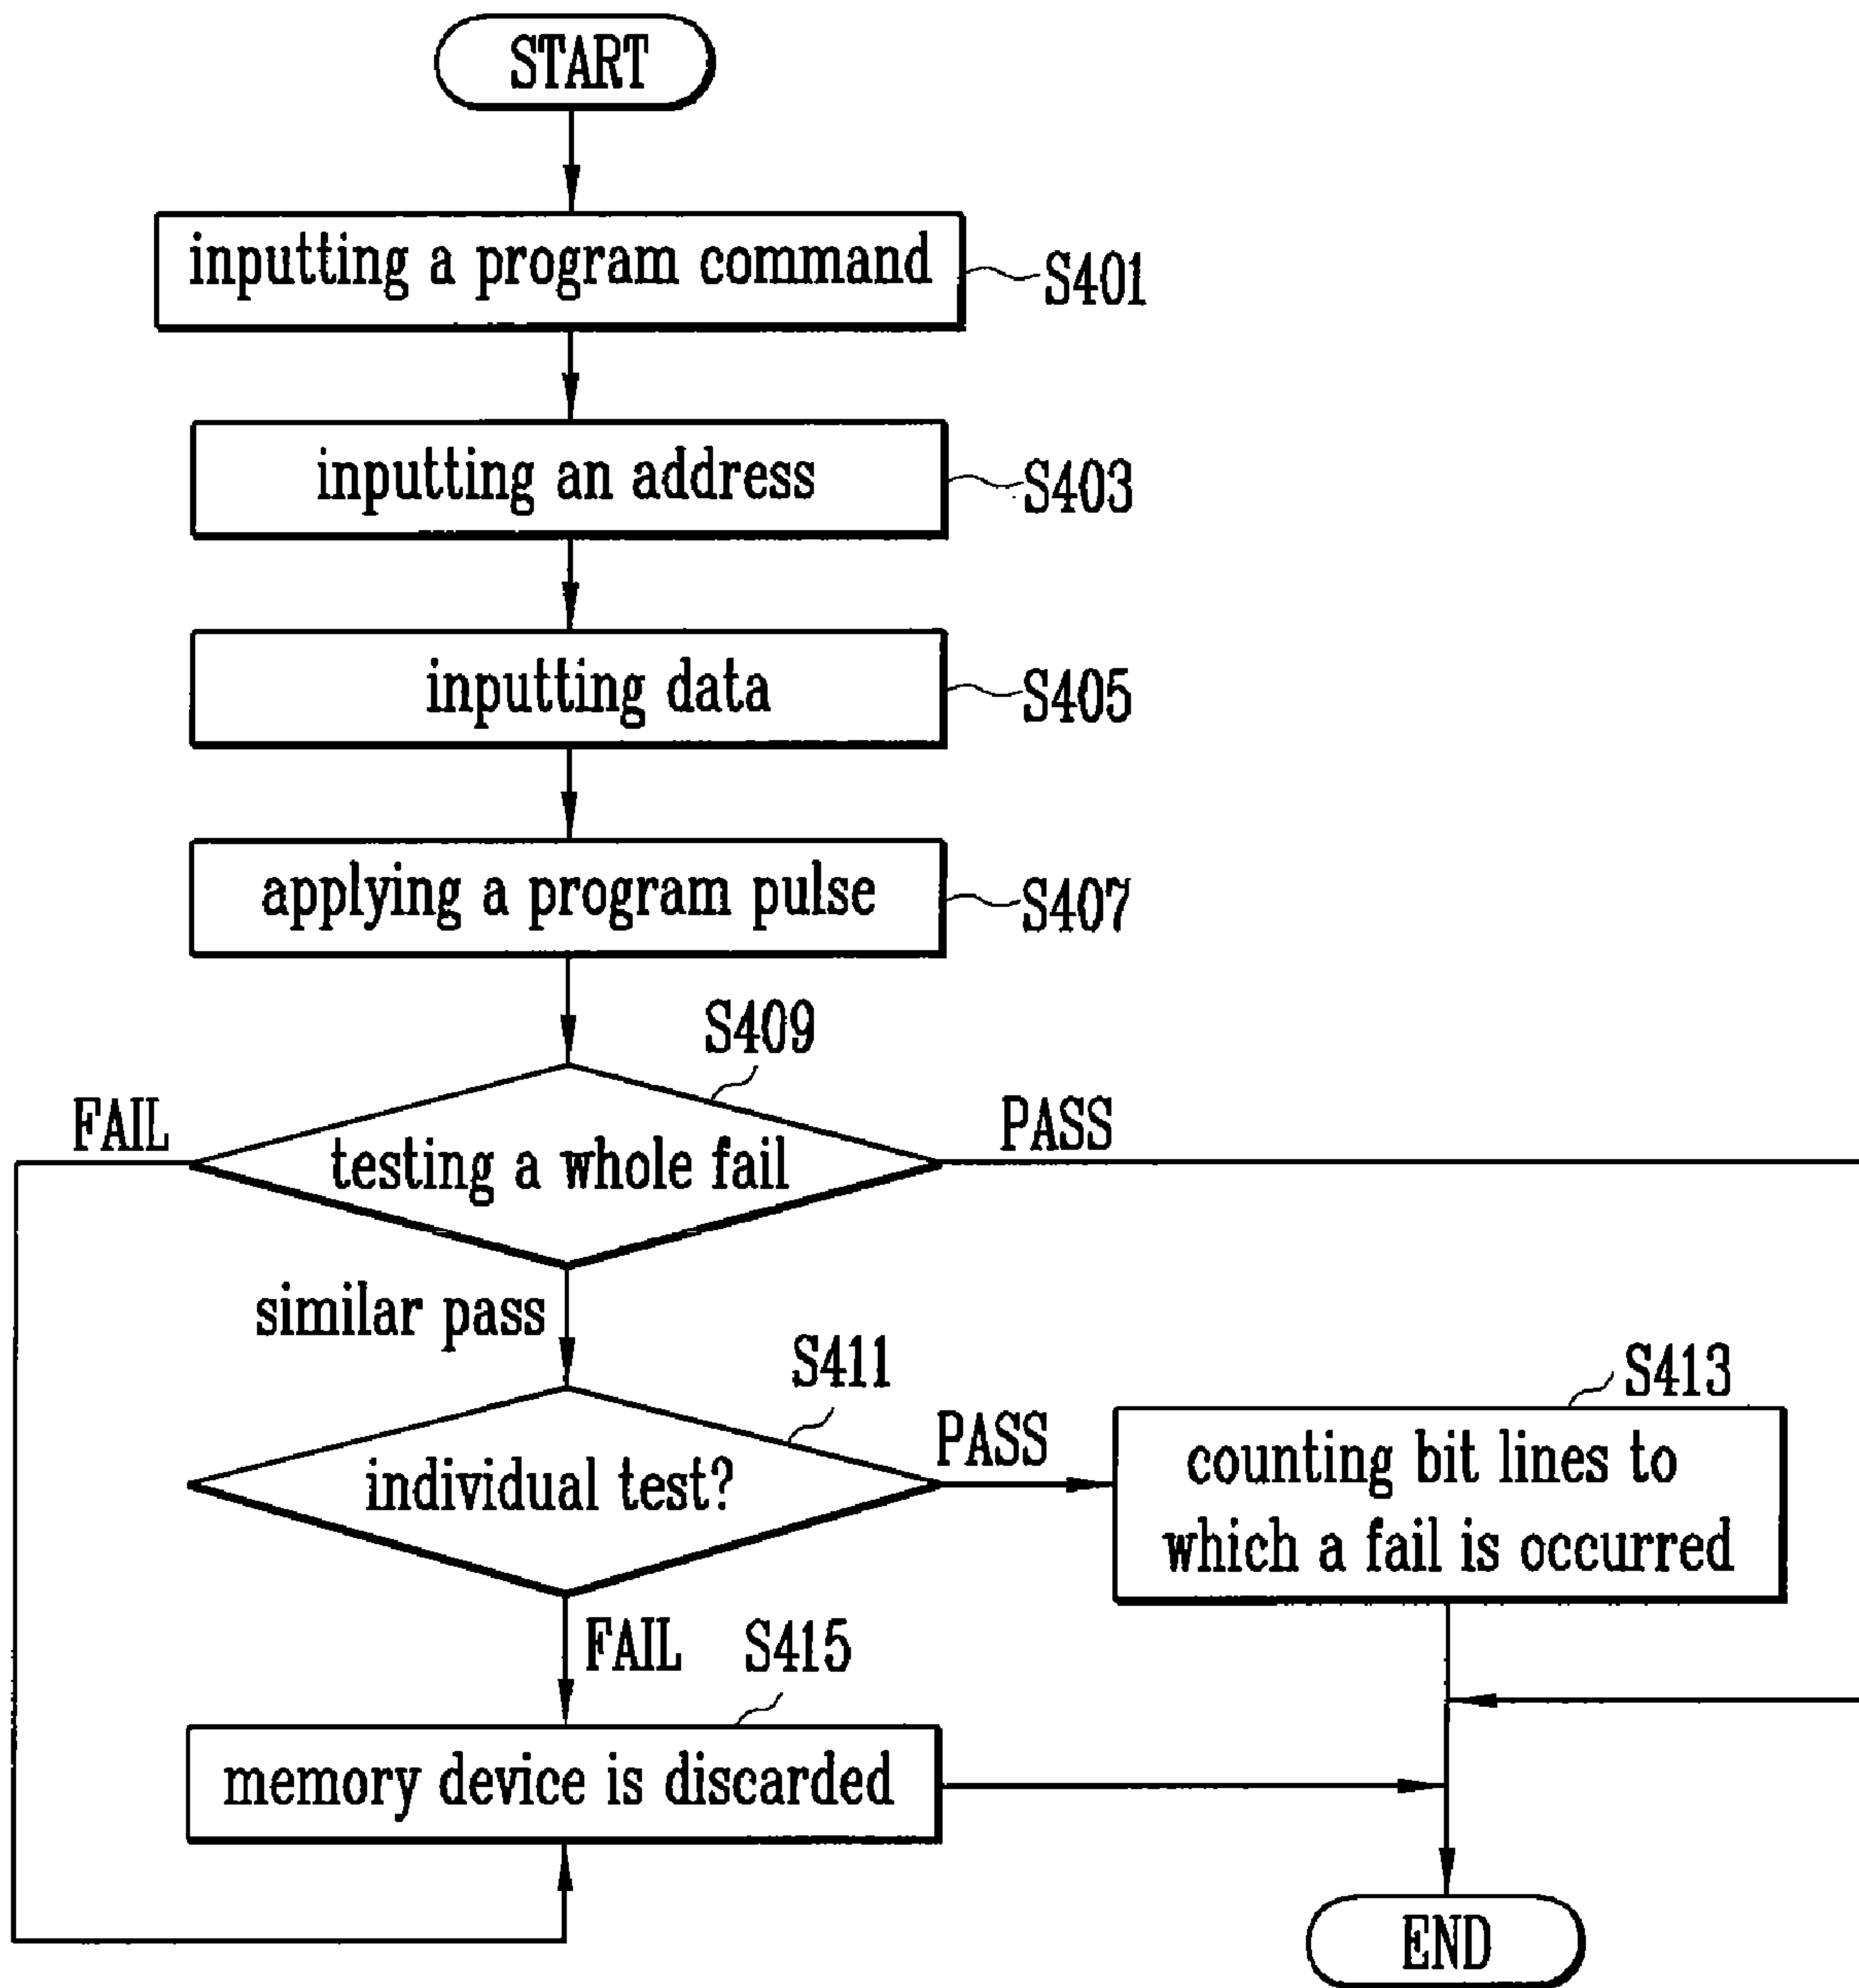 START
inputting a program command
S401
inputting an address
S403
inputting data
S405
applying a program pulse
S407
S409
FAIL
testing a whole fail
PASS
similar pass
S411
individual test?
PASS
S413
counting bit lines to
which a fail is occurred
FAIL
S415
memory device is discarded
END